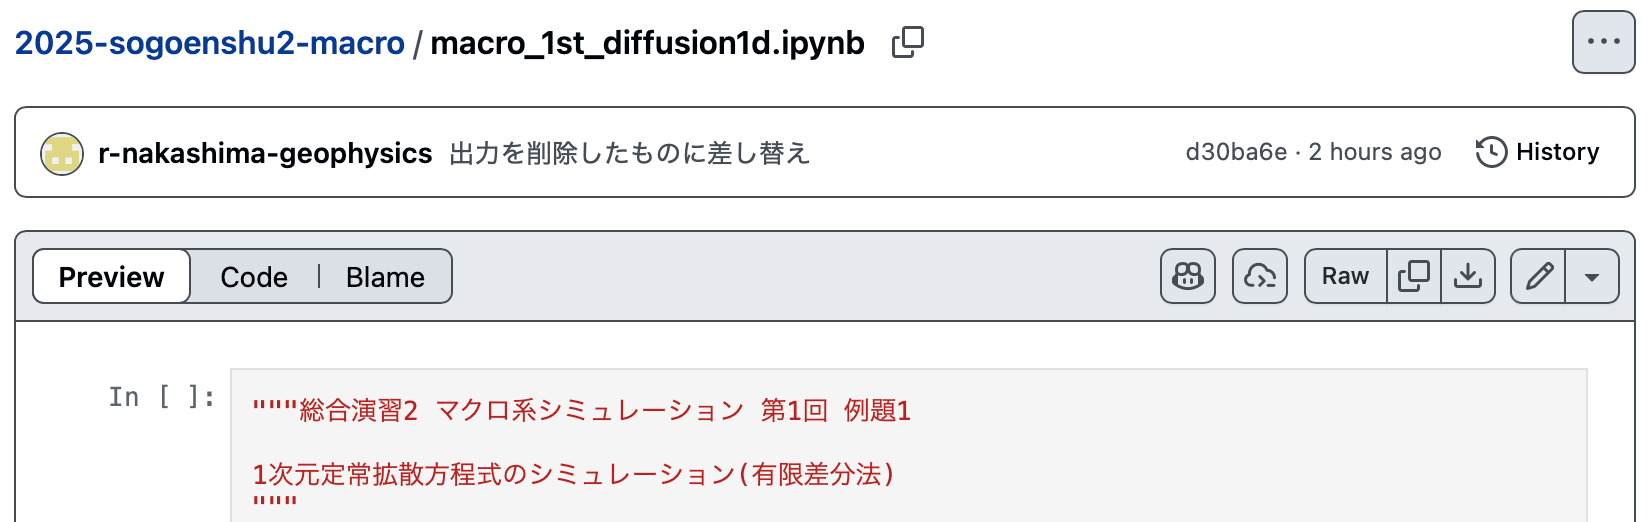 2025-sogoenshu2-macro / macro_1st_diffusion1d.ipynb
r-nakashima-geophysics 出力を削除したものに差し替え d30ba6e · 2 hours ago History
Preview Code Blame Raw
In [ ]: """総合演習2 マクロ系シミュレーション 第1回 例題1
1次元定常拡散方程式のシミュレーション(有限差分法)
"""